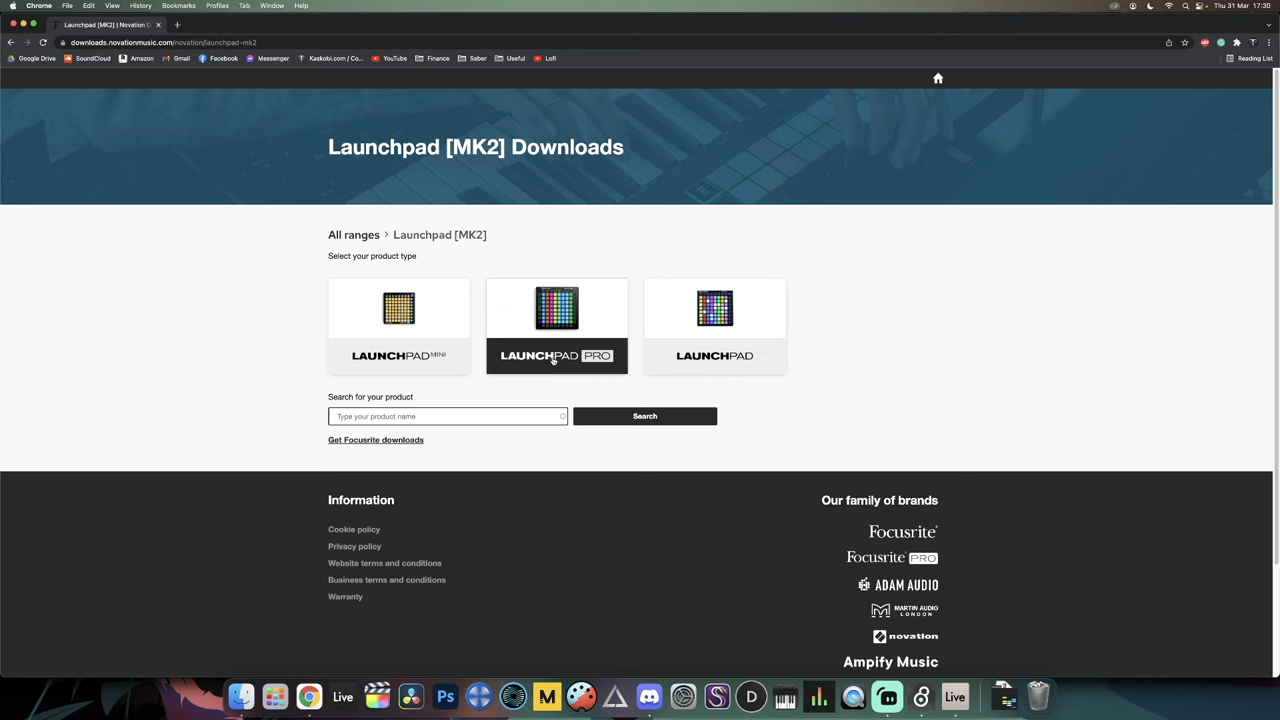 Chrome File Edit View History Bookmarks Profiles Tab Window Help Thu 31 Mar 17:30
Launchpad [MK2] | Novation D
downloads.novationmusic.com/novation/launchpad-mk2
Google Drive SoundCloud Amazon Gmail Facebook Messenger Kaskobi.com / Co... YouTube Finance Saber Useful Lofi Reading List
Launchpad [MK2] Downloads
All ranges > Launchpad [MK2]
Select your product type
LAUNCHPAD MINI LAUNCHPAD PRO LAUNCHPAD
Search for your product
Type your product name Search
Get Focusrite downloads
Information
Our family of brands
Cookie policy
Privacy policy
Website terms and conditions
Business terms and conditions
Warranty
Focusrite
Focusrite PRO
ADAM AUDIO
MARTIN AUDIO
LONDON
novation
Ampify Music
Live Ps M S D Live